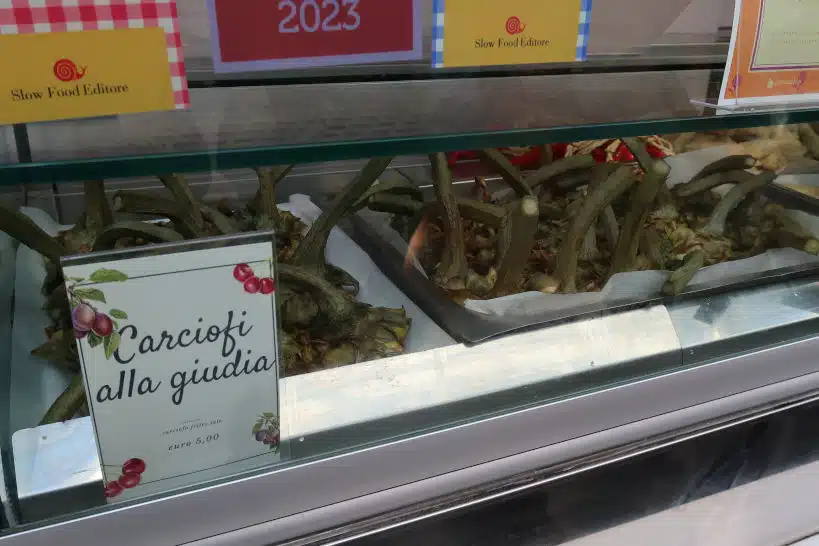 2023
Slow Food Editore
Slow Food Editore
Carciofi
alla giudia
euro 5,00